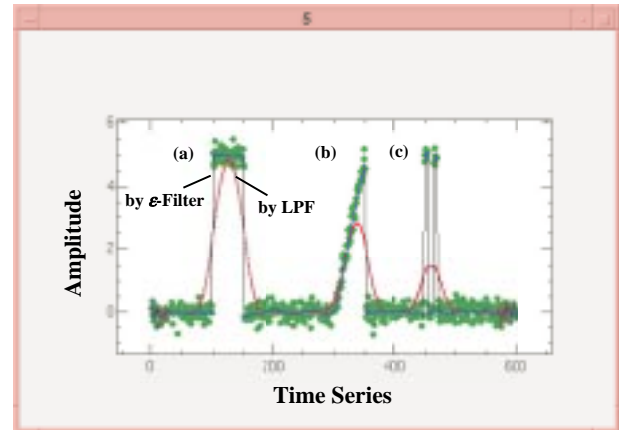 5
6
(a) (b) (c)
by ε-Filter
by LPF
4
2
0
Amplitude
0 200 400 600
Time Series